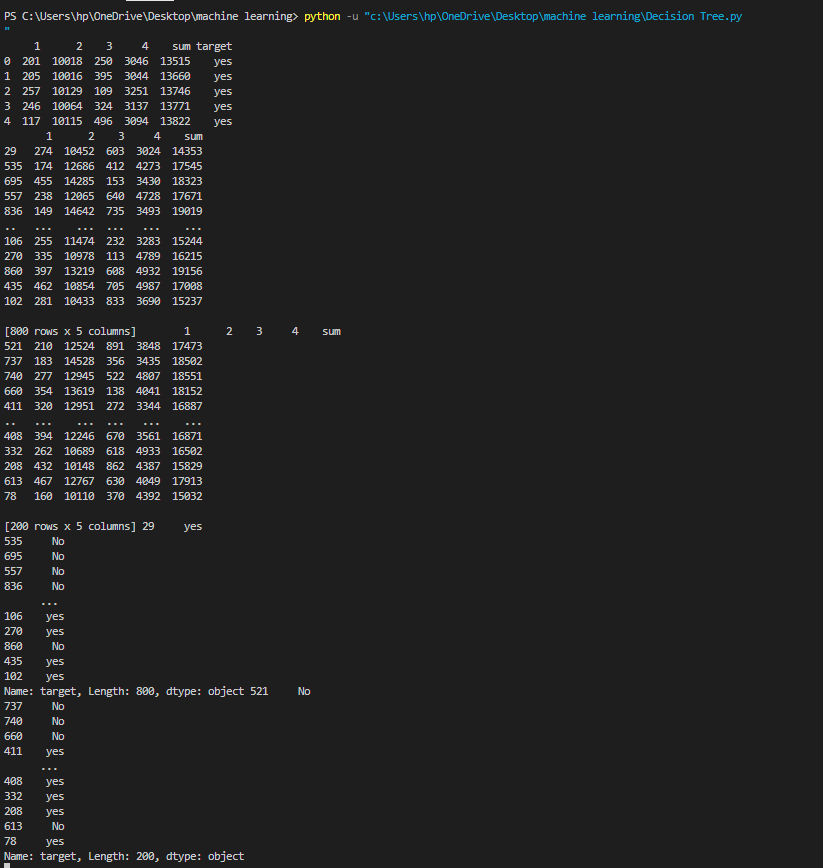 PS C:\Users\hp\OneDrive\Desktop\machine learning> python -u "c:\Users\hp\OneDrive\Desktop\machine learning\Decision Tree.py
"
1 2 3 4 sum target
0 201 10018 250 3046 13515 yes
1 205 10016 395 3044 13660 yes
2 257 10129 109 3251 13746 yes
3 246 10064 324 3137 13771 yes
4 117 10115 496 3094 13822 yes
1 2 3 4 sum
29 274 10452 603 3024 14353
535 174 12686 412 4273 17545
695 455 14285 153 3430 18323
557 238 12065 640 4728 17671
836 149 14642 735 3493 19019
.. ... ... ... ... ...
106 255 11474 232 3283 15244
270 335 10978 113 4789 16215
860 397 13219 608 4932 19156
435 462 10854 705 4987 17008
102 281 10433 833 3690 15237
[800 rows x 5 columns] 1 2 3 4 sum
521 210 12524 891 3848 17473
737 183 14528 356 3435 18502
740 277 12945 522 4807 18551
660 354 13619 138 4041 18152
411 320 12951 272 3344 16887
.. ... ... ... ... ...
408 394 12246 670 3561 16871
332 262 10689 618 4933 16502
208 432 10148 862 4387 15829
613 467 12767 630 4049 17913
78 160 10110 370 4392 15032
[200 rows x 5 columns] 29 yes
535 No
695 No
557 No
836 No
...
106 yes
270 yes
860 No
435 yes
102 yes
Name: target, Length: 800, dtype: object 521 No
737 No
740 No
660 No
411 yes
...
408 yes
332 yes
208 yes
613 No
78 yes
Name: target, Length: 200, dtype: object